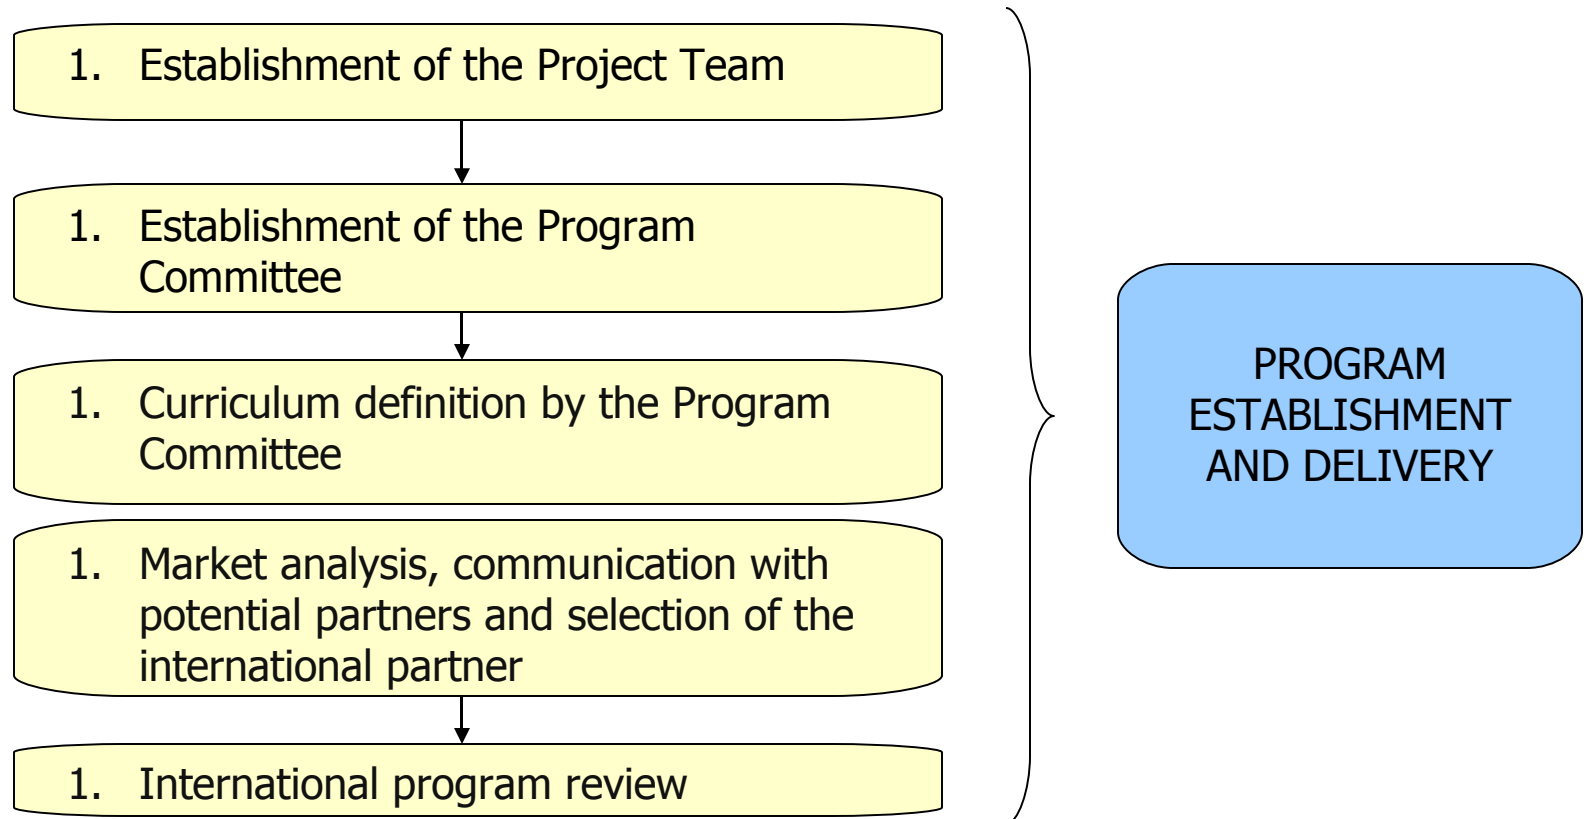 1. Establishment of the Project Team
1. Establishment of the Program
Committee
1. Curriculum definition by the Program
Committee
1. Market analysis, communication with
potential partners and selection of the
international partner
1. International program review
PROGRAM
ESTABLISHMENT
AND DELIVERY